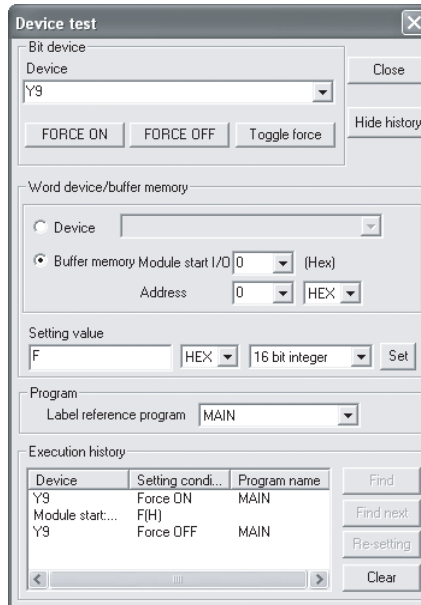 Device test
Bit device
Device
Close
Y9
FORCE ON FORCE OFF Toggle force
Hide history
Word device/buffer memory
Device
Buffer memory Module start I/O 0 (Hex)
Address 0 HEX
Setting value
F HEX 16 bit integer Set
Program
Label reference program MAIN
Execution history
Device Setting condi... Program name
Y9 Force ON MAIN
Module start:... F(H)
Y9 Force OFF MAIN
Find
Find next
Re-setting
Clear